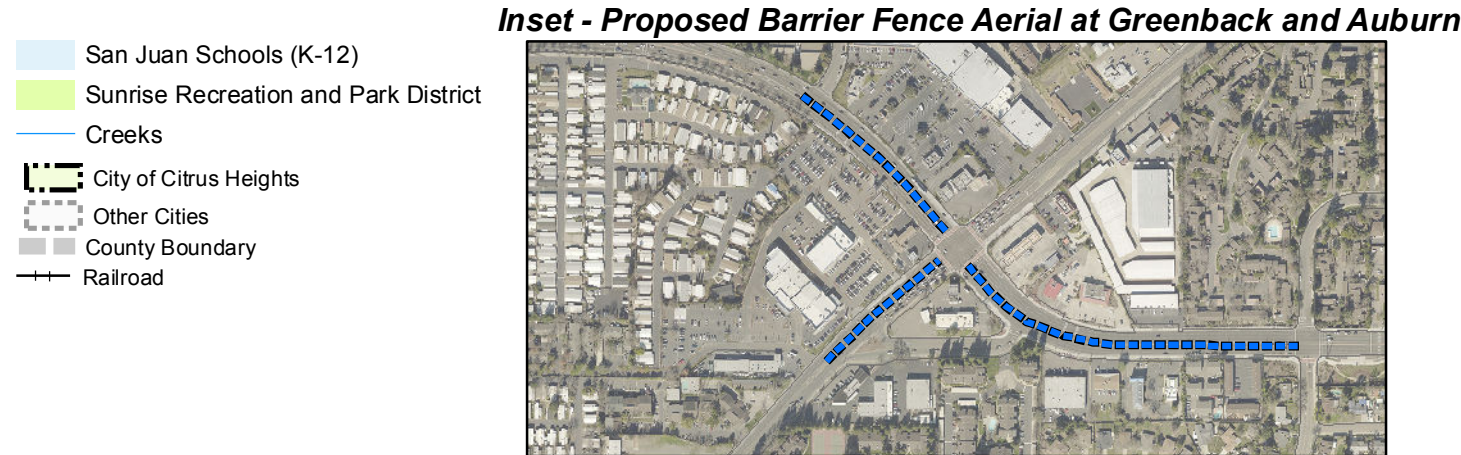 Inset - Proposed Barrier Fence Aerial at Greenback and Auburn
San Juan Schools (K-12)
Sunrise Recreation and Park District
Creeks
City of Citrus Heights
Other Cities
County Boundary
Railroad